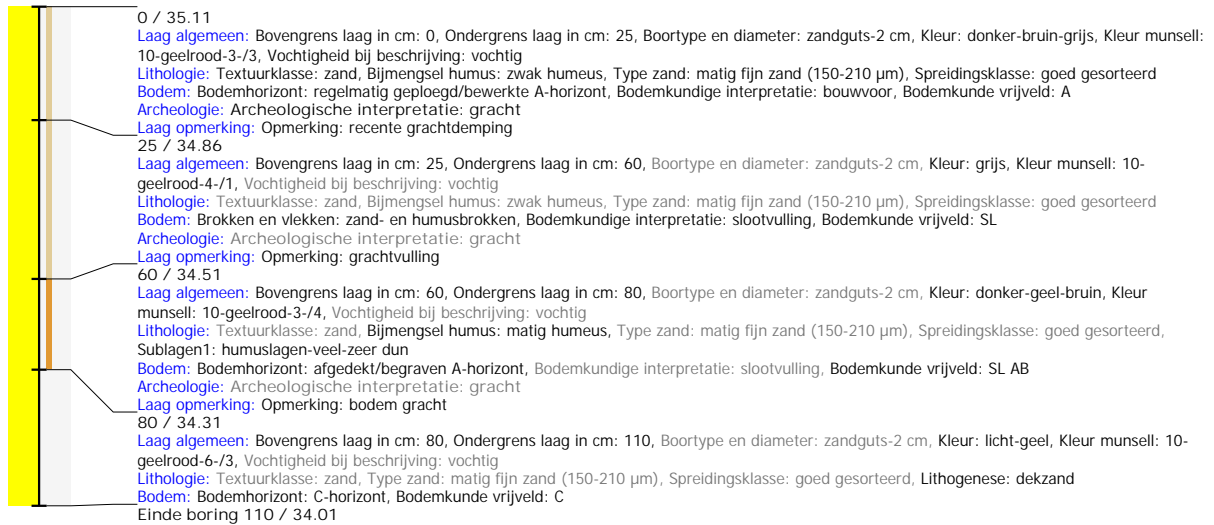 0 / 35.11
Laag algemeen: Bovengrens laag in cm: 0, Ondergrens laag in cm: 25, Boortype en diameter: zandguts-2 cm, Kleur: donker-bruin-grijs, Kleur munsell:
10-geelrood-3-/3, Vochtigheid bij beschrijving: vochtig
Lithologie: Textuurklasse: zand, Bijmengsel humus: zwak humeus, Type zand: matig fijn zand (150-210 µm), Spreidingsklasse: goed gesorteerd
Bodem: Bodemhorizont: regelmatig geploegd/bewerkte A-horizont, Bodemkundige interpretatie: bouwvoor, Bodemkunde vrijveld: A
Archeologie: Archeologische interpretatie: gracht
Laag opmerking: Opmerking: recente grachtdemping
25 / 34.86
Laag algemeen: Bovengrens laag in cm: 25, Ondergrens laag in cm: 60, Boortype en diameter: zandguts-2 cm, Kleur: grijs, Kleur munsell: 10-
geelrood-4-/1, Vochtigheid bij beschrijving: vochtig
Lithologie: Textuurklasse: zand, Bijmengsel humus: zwak humeus, Type zand: matig fijn zand (150-210 µm), Spreidingsklasse: goed gesorteerd
Bodem: Brokken en vlekken: zand- en humusbrokken, Bodemkundige interpretatie: slootvulling, Bodemkunde vrijveld: SL
Archeologie: Archeologische interpretatie: gracht
Laag opmerking: Opmerking: grachtvulling
60 / 34.51
Laag algemeen: Bovengrens laag in cm: 60, Ondergrens laag in cm: 80, Boortype en diameter: zandguts-2 cm, Kleur: donker-geel-bruin, Kleur
munsell: 10-geelrood-3-/4, Vochtigheid bij beschrijving: vochtig
Lithologie: Textuurklasse: zand, Bijmengsel humus: matig humeus, Type zand: matig fijn zand (150-210 µm), Spreidingsklasse: goed gesorteerd,
Sublagen1: humuslagen-veel-zeer dun
Bodem: Bodemhorizont: afgedekt/begraven A-horizont, Bodemkundige interpretatie: slootvulling, Bodemkunde vrijveld: SL AB
Archeologie: Archeologische interpretatie: gracht
Laag opmerking: Opmerking: bodem gracht
80 / 34.31
Laag algemeen: Bovengrens laag in cm: 80, Ondergrens laag in cm: 110, Boortype en diameter: zandguts-2 cm, Kleur: licht-geel, Kleur munsell: 10-
geelrood-6-/3, Vochtigheid bij beschrijving: vochtig
Lithologie: Textuurklasse: zand, Type zand: matig fijn zand (150-210 µm), Spreidingsklasse: goed gesorteerd, Lithogenese: dekzand
Bodem: Bodemhorizont: C-horizont, Bodemkunde vrijveld: C
Einde boring 110 / 34.01